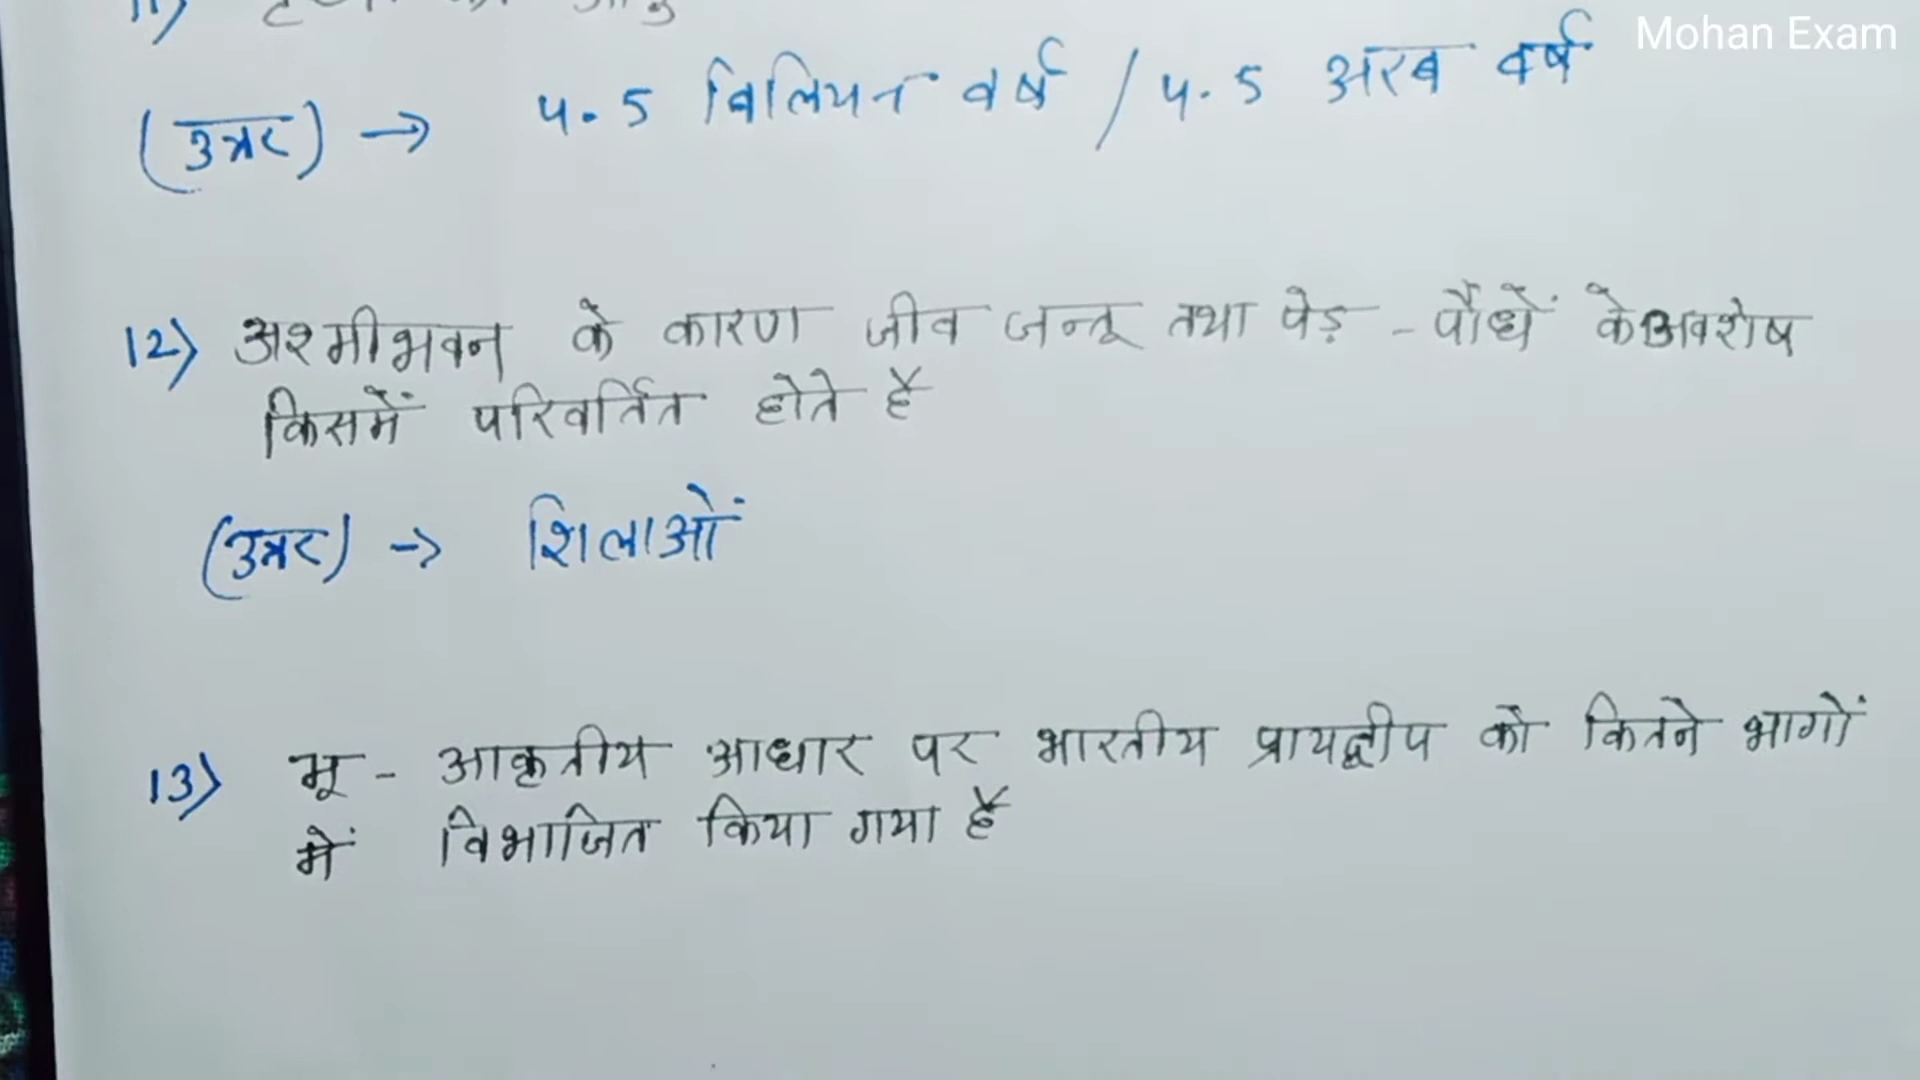 Mohan Exam
11)
(उत्तर) → 4.5 बिलियन वर्ष / 4.5 अरब वर्ष
12) अश्मीभवन के कारण जीव जन्तू तथा पेड़ - पौधें के अवशेष
किसमें परिवर्तित होते है
(उत्तर) → शिलाओं
13) भू - आकृतीय आधार पर भारतीय प्रायद्वीप को कितने भागों
में विभाजित किया गया है